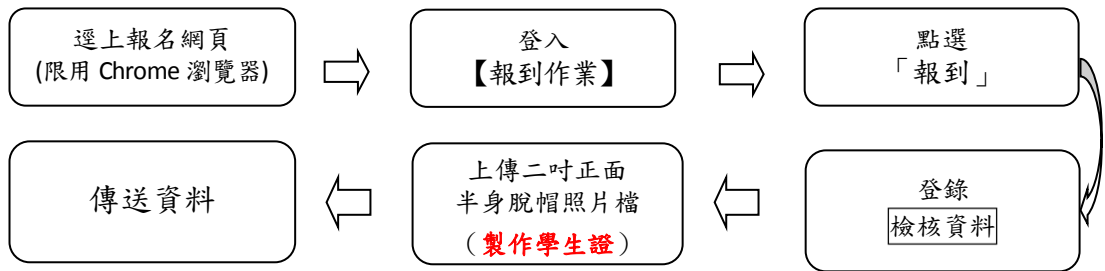 逕上報名網頁
(限用 Chrome 瀏覽器)
登入
【報到作業】
點選
「報到」
登錄
檢核資料
上傳二吋正面
半身脫帽照片檔
（製作學生證）
傳送資料